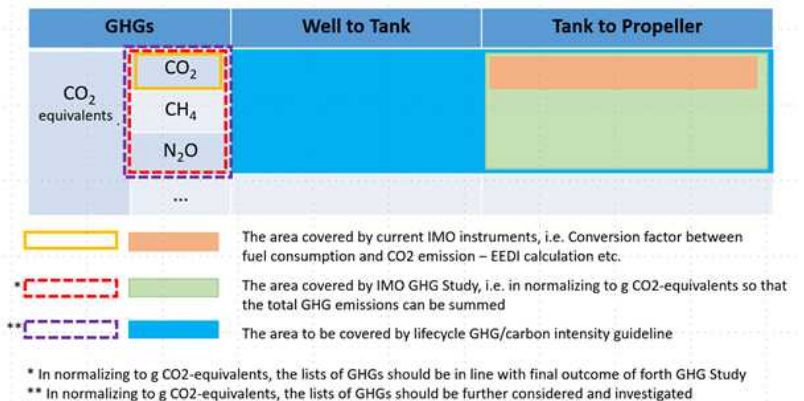 GHGs Well to Tank Tank to Propeller
CO2
equivalents
CO2
CH4
N2O
...
The area covered by current IMO instruments, i.e. Conversion factor between
fuel consumption and CO2 emission – EEDI calculation etc.
* The area covered by IMO GHG Study, i.e. in normalizing to g CO2-equivalents so that
the total GHG emissions can be summed
** The area to be covered by lifecycle GHG/carbon intensity guideline
* In normalizing to g CO2-equivalents, the lists of GHGs should be in line with final outcome of forth GHG Study
** In normalizing to g CO2-equivalents, the lists of GHGs should be further considered and investigated